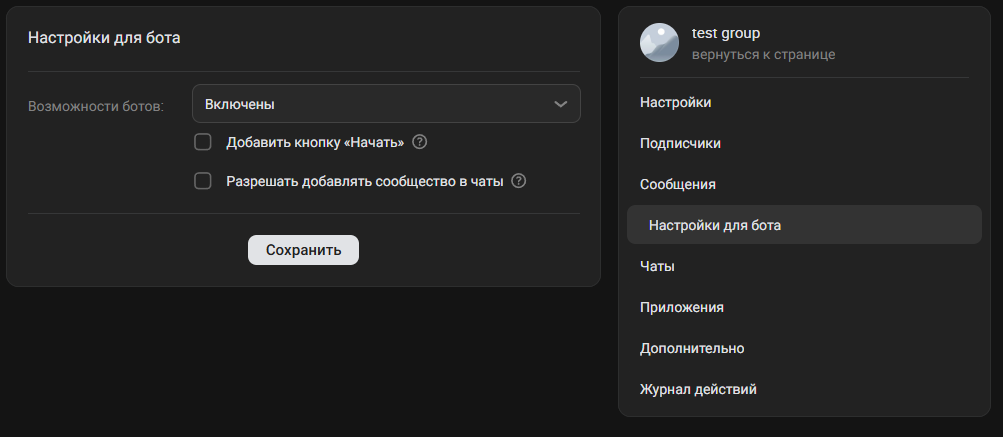 Настройки для бота
Возможности ботов:
Включены
Добавить кнопку «Начать» ?
Разрешать добавлять сообщество в чаты ?
Сохранить
test group
вернуться к странице
Настройки
Подписчики
Сообщения
Настройки для бота
Чаты
Приложения
Дополнительно
Журнал действий